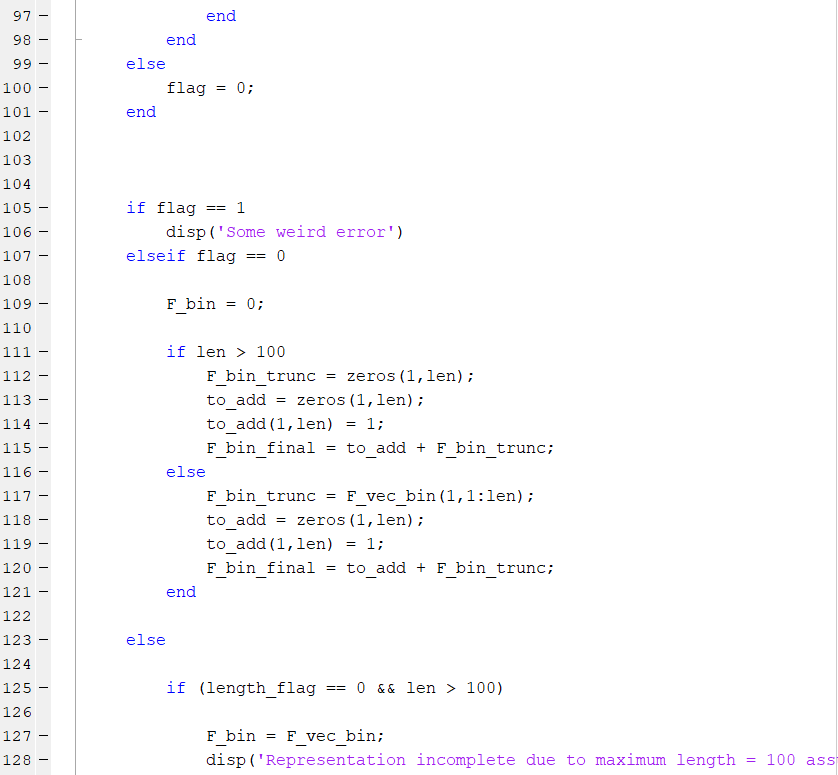 97 –                end
98 –            end
99 –        else
100 –            flag = 0;
101 –        end
102
103
104
105 –        if flag == 1
106 –            disp('Some weird error')
107 –        elseif flag == 0
108
109 –            F_bin = 0;
110
111 –            if len > 100
112 –                F_bin_trunc = zeros(1,len);
113 –                to_add = zeros(1,len);
114 –                to_add(1,len) = 1;
115 –                F_bin_final = to_add + F_bin_trunc;
116 –            else
117 –                F_bin_trunc = F_vec_bin(1,1:len);
118 –                to_add = zeros(1,len);
119 –                to_add(1,len) = 1;
120 –                F_bin_final = to_add + F_bin_trunc;
121 –            end
122
123 –        else
124
125 –            if (length_flag == 0 && len > 100)
126
127 –                F_bin = F_vec_bin;
128 –                disp('Representation incomplete due to maximum length = 100 ass